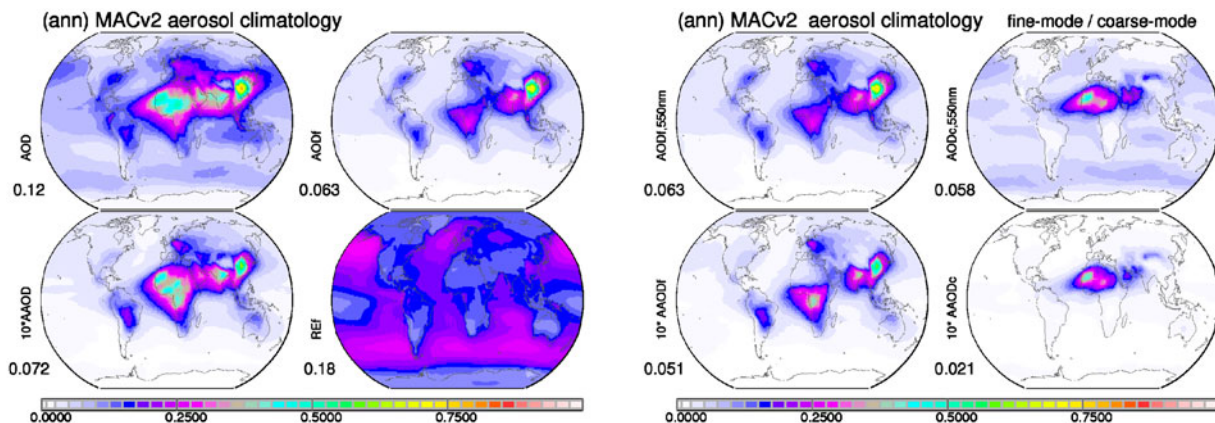 (ann) MACv2 aerosol climatology
AOD
0.12
AODf
0.063
10*AAOD
0.072
REf
0.18
0.0000 0.2500 0.5000 0.7500
(ann) MACv2 aerosol climatology fine-mode / coarse-mode
AODf,550nm
0.063
AODc,550nm
0.058
10* AAODf
0.051
10* AAODc
0.021
0.0000 0.2500 0.5000 0.7500